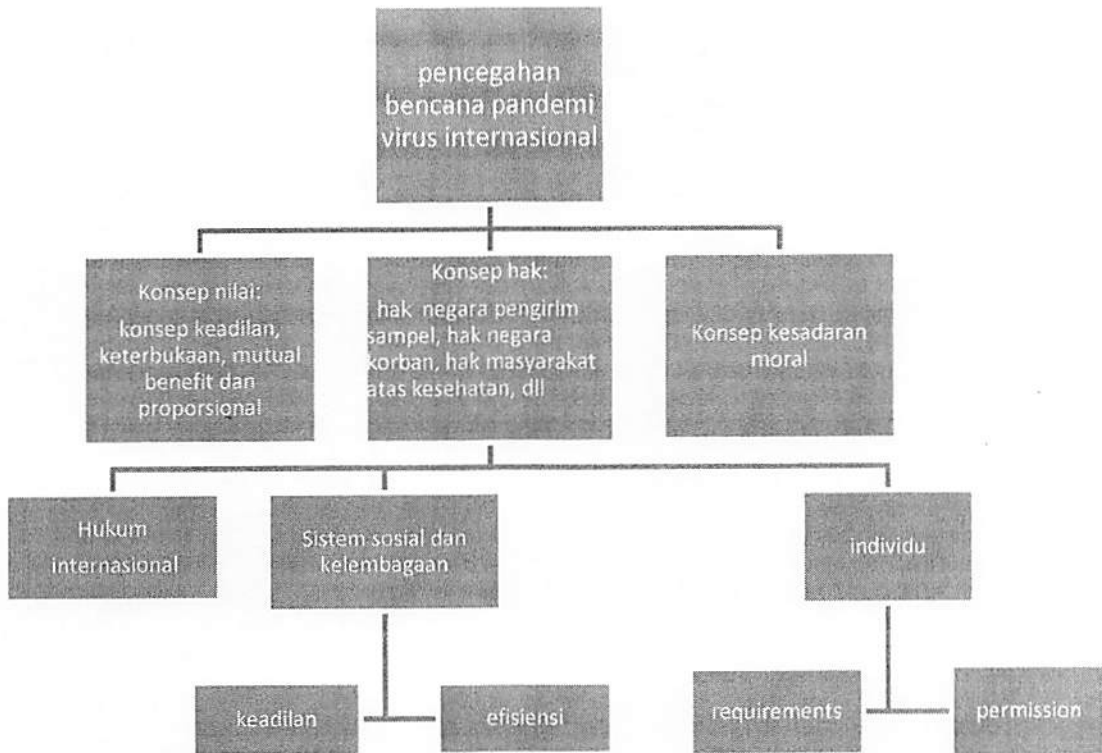 pencegahan
bencana pandemi
virus internasional
Konsep nilai:
konsep keadilan,
keterbukaan, mutual
benefit dan
proporsional
Konsep hak:
hak negara pengirim
sampel, hak negara
korban, hak masyarakat
atas kesehatan, dll
Konsep kesadaran
moral
Hukum
internasional
Sistem sosial dan
kelembagaan
individu
keadilan
efisiensi
requirements
permission